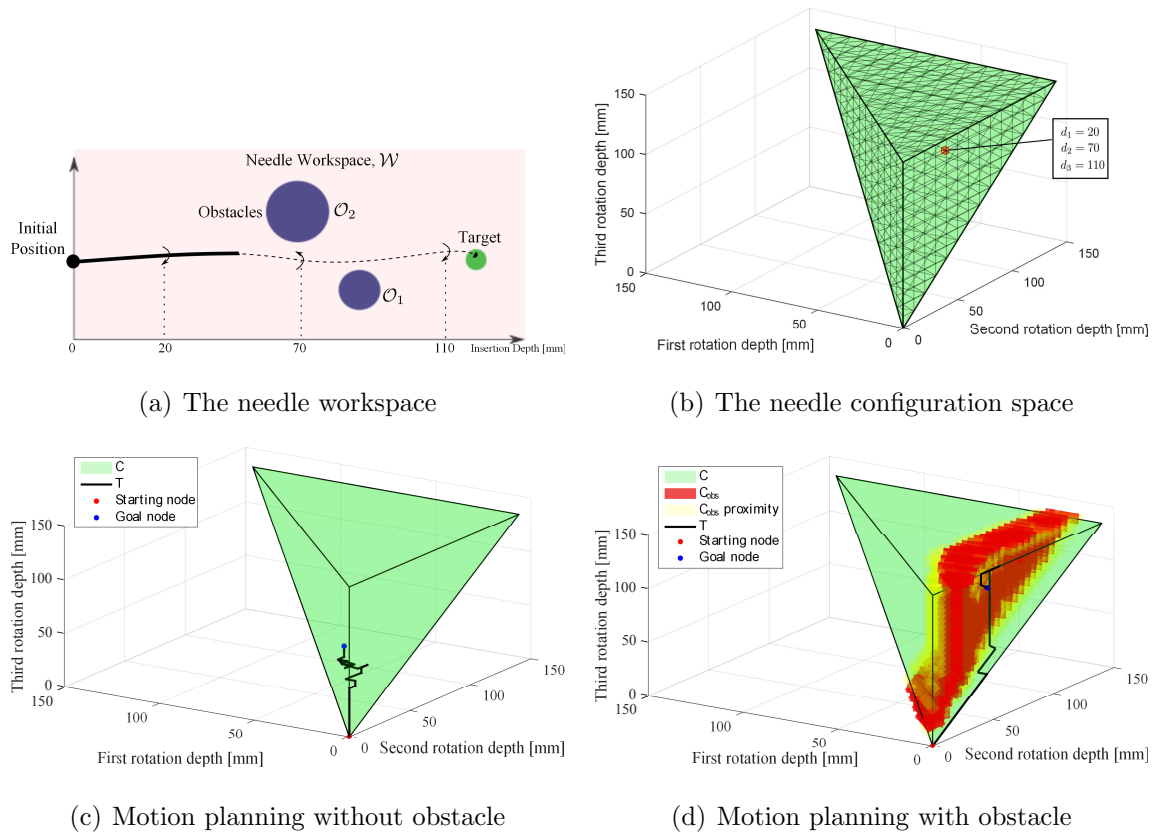 Needle Workspace, 𝒲
Obstacles
𝒪₂
Initial
Position
Target
𝒪₁
0
20
70
110
Insertion Depth [mm]
(a) The needle workspace
150
100
50
0
Third rotation depth [mm]
150
100
50
0
First rotation depth [mm]
0
50
100
150
Second rotation depth [mm]
d₁ = 20
d₂ = 70
d₃ = 110
(b) The needle configuration space
C
T
Starting node
Goal node
150
100
50
0
Third rotation depth [mm]
150
100
50
0
First rotation depth [mm]
0
50
100
150
Second rotation depth [mm]
(c) Motion planning without obstacle
C
C_obs
C_obs proximity
T
Starting node
Goal node
150
100
50
0
Third rotation depth [mm]
150
100
50
0
First rotation depth [mm]
0
50
100
150
Second rotation depth [mm]
(d) Motion planning with obstacle